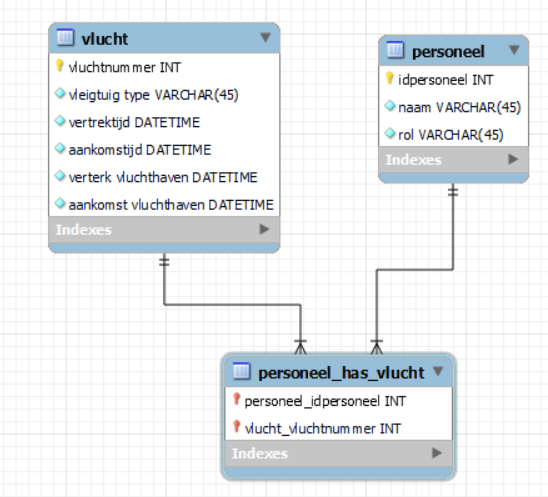 vlucht
vluchtnummer INT
vleigtuig type VARCHAR(45)
vertrektijd DATETIME
aankomstijd DATETIME
verterk vluchthaven DATETIME
aankomst vluchthaven DATETIME
Indexes
personeel
idpersoneel INT
naam VARCHAR(45)
rol VARCHAR(45)
Indexes
personeel_has_vlucht
personeel_idpersoneel INT
vlucht_vluchtnummer INT
Indexes